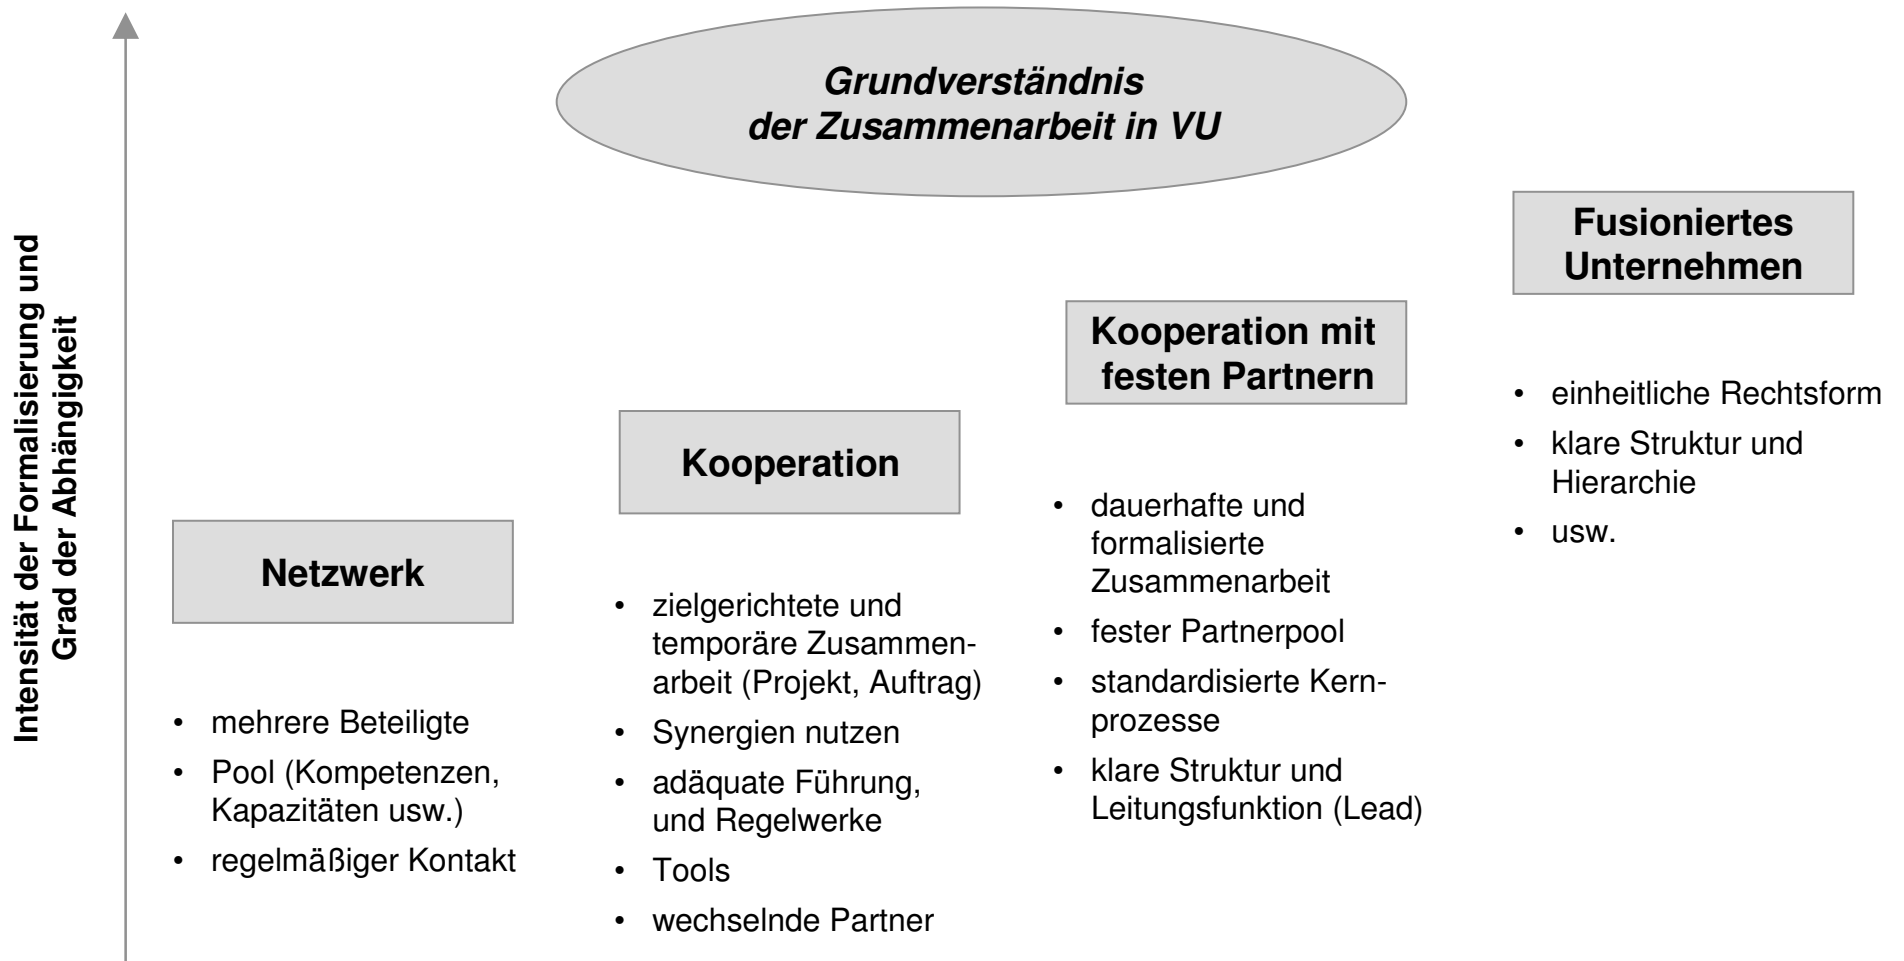 Grundverständnis
der Zusammenarbeit in VU
Intensität der Formalisierung und
Grad der Abhängigkeit
Netzwerk
• mehrere Beteiligte
• Pool (Kompetenzen,
Kapazitäten usw.)
• regelmäßiger Kontakt
Kooperation
• zielgerichtete und
temporäre Zusammen-
arbeit (Projekt, Auftrag)
• Synergien nutzen
• adäquate Führung,
und Regelwerke
• Tools
• wechselnde Partner
Kooperation mit
festen Partnern
• dauerhafte und
formalisierte
Zusammenarbeit
• fester Partnerpool
• standardisierte Kern-
prozesse
• klare Struktur und
Leitungsfunktion (Lead)
Fusioniertes
Unternehmen
• einheitliche Rechtsform
• klare Struktur und
Hierarchie
• usw.